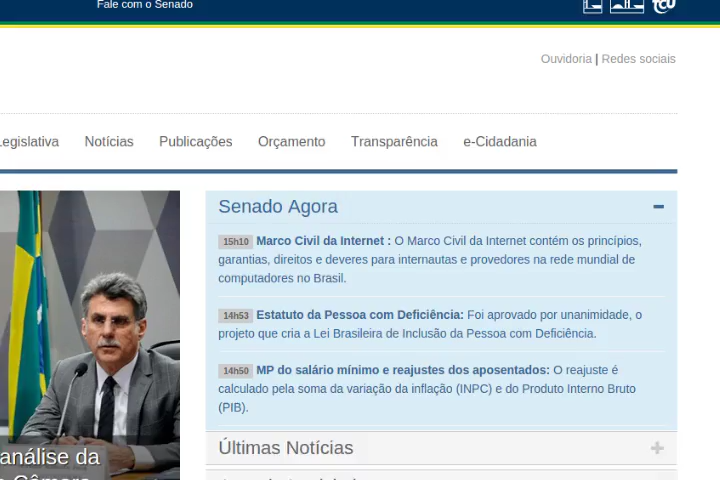 Fale com o Senado
TCU
Ouvidoria | Redes sociais
Legislativa Notícias Publicações Orçamento Transparência e-Cidadania
Senado Agora
15h10 Marco Civil da Internet : O Marco Civil da Internet contém os princípios,
garantias, direitos e deveres para internautas e provedores na rede mundial de
computadores no Brasil.
14h53 Estatuto da Pessoa com Deficiência: Foi aprovado por unanimidade, o
projeto que cria a Lei Brasileira de Inclusão da Pessoa com Deficiência.
14h50 MP do salário mínimo e reajustes dos aposentados: O reajuste é
calculado pela soma da variação da inflação (INPC) e do Produto Interno Bruto
(PIB).
análise da
Câmara
Últimas Notícias